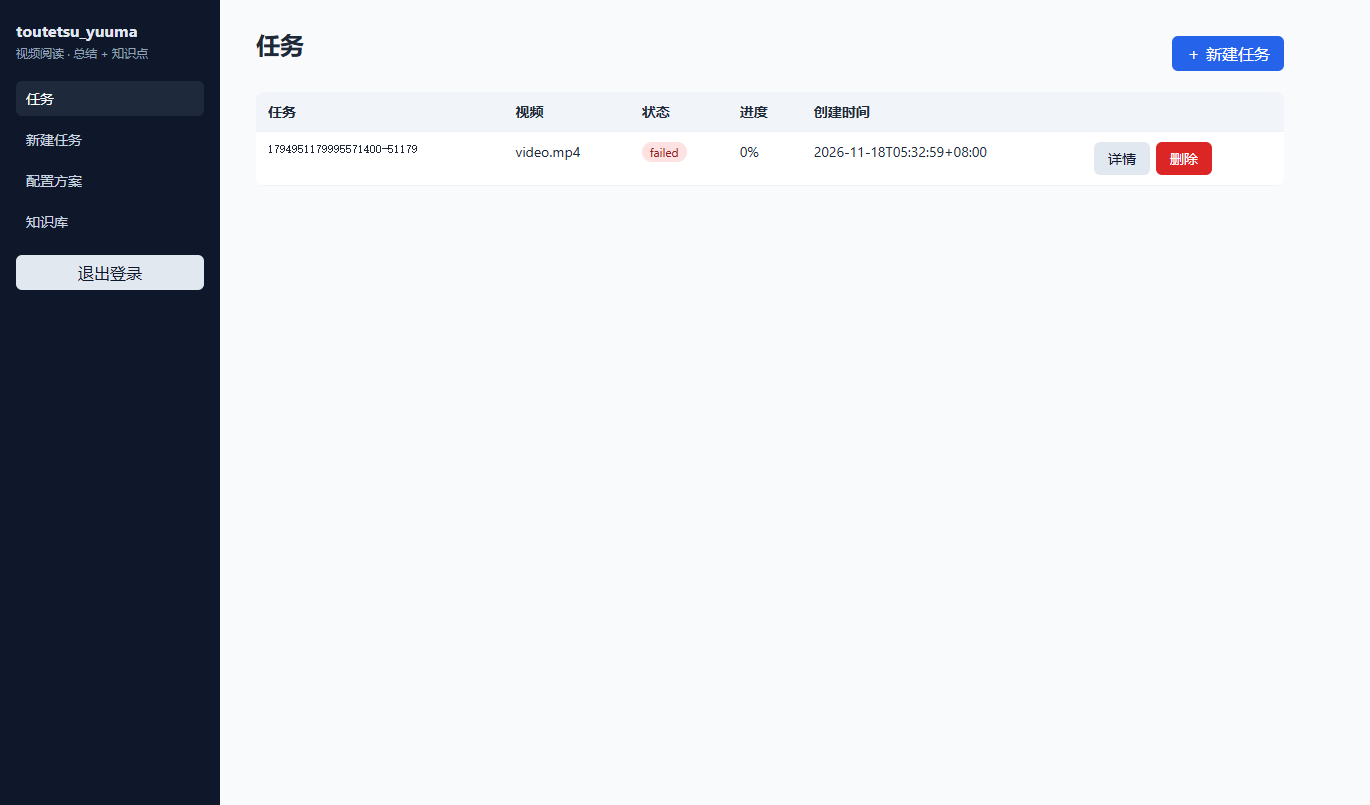 toutetsu_yuuma
视频阅读 · 总结 + 知识点
任务
新建任务
配置方案
知识库
退出登录
任务
+ 新建任务
任务 视频 状态 进度 创建时间
1794951179995571400-51179 video.mp4 failed 0% 2026-11-18T05:32:59+08:00 详情 删除